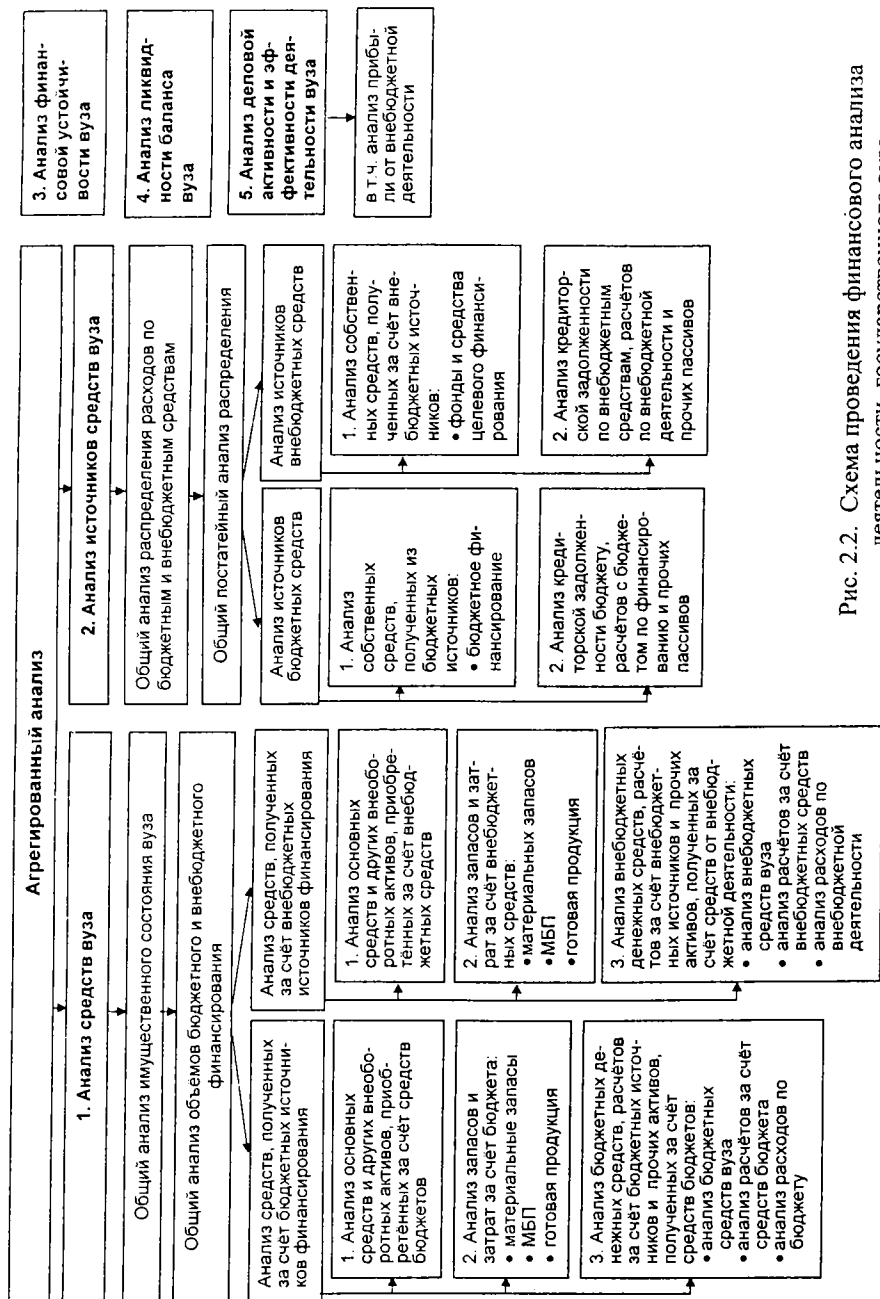 Агрегированный анализ
1. Анализ средств вуза
Общий анализ имущественного состояния вуза
Общий анализ объёмов бюджетного и внебюджетного
финансирования
Анализ средств, полученных
за счёт бюджетных источни-
ков финансирования
1. Анализ основных
средств и других внеобо-
ротных активов, приоб-
ретённых за счёт средств
бюджетов
2. Анализ запасов и
затрат за счёт бюджета:
• материальные запасы
• МБП
• готовая продукция
3. Анализ бюджетных де-
нежных средств, расчётов
за счёт бюджетных источ-
ников и прочих активов,
полученных за счёт
средств бюджетов:
• анализ бюджетных
средств вуза
• анализ расчётов за счёт
средств бюджета
• анализ расходов по
бюджету
Анализ средств, полученных
за счёт внебюджетных
источников финансирования
1. Анализ основных
средств и других внеобо-
ротных активов, приобре-
тённых за счёт внебюд-
жетных средств
2. Анализ запасов и зат-
рат за счёт внебюджет-
ных средств:
• материальных запасов
• МБП
• готовая продукция
3. Анализ внебюджетных
денежных средств, расчё-
тов за счёт внебюджет-
ных источников и прочих
активов, полученных за
счёт средств от внебюд-
жетной деятельности:
• анализ внебюджетных
средств вуза
• анализ расчётов за счёт
внебюджетных средств
• анализ расходов по
внебюджетной
деятельности
2. Анализ источников средств вуза
Общий анализ распределения расходов по
бюджетным и внебюджетным средствам
Общий постатейный анализ распределения
Анализ источников
бюджетных средств
1. Анализ
собственных
средств,
полученных из
бюджетных
источников:
• бюджетное фи-
нансирование
2. Анализ креди-
торской задолжен-
ности бюджету,
расчётов с бюдже-
том по финансиро-
ванию и прочих
пассивов
Анализ источников
внебюджетных средств
1. Анализ собствен-
ных средств, полу-
ченных за счёт вне-
бюджетных источ-
ников:
• фонды и средства
целевого финанси-
рования
2. Анализ кредитор-
ской задолженности
по внебюджетным
средствам, расчётов
по внебюджетной
деятельности и
прочих пассивов
3. Анализ финан-
совой устойчи-
вости вуза
4. Анализ ликвид-
ности баланса
вуза
5. Анализ деловой
активности и эф-
фективности дея-
тельности вуза
в т.ч. анализ прибы-
ли от внебюджетной
деятельности
Рис. 2.2. Схема проведения финансового анализа
деятельности государственного вуза